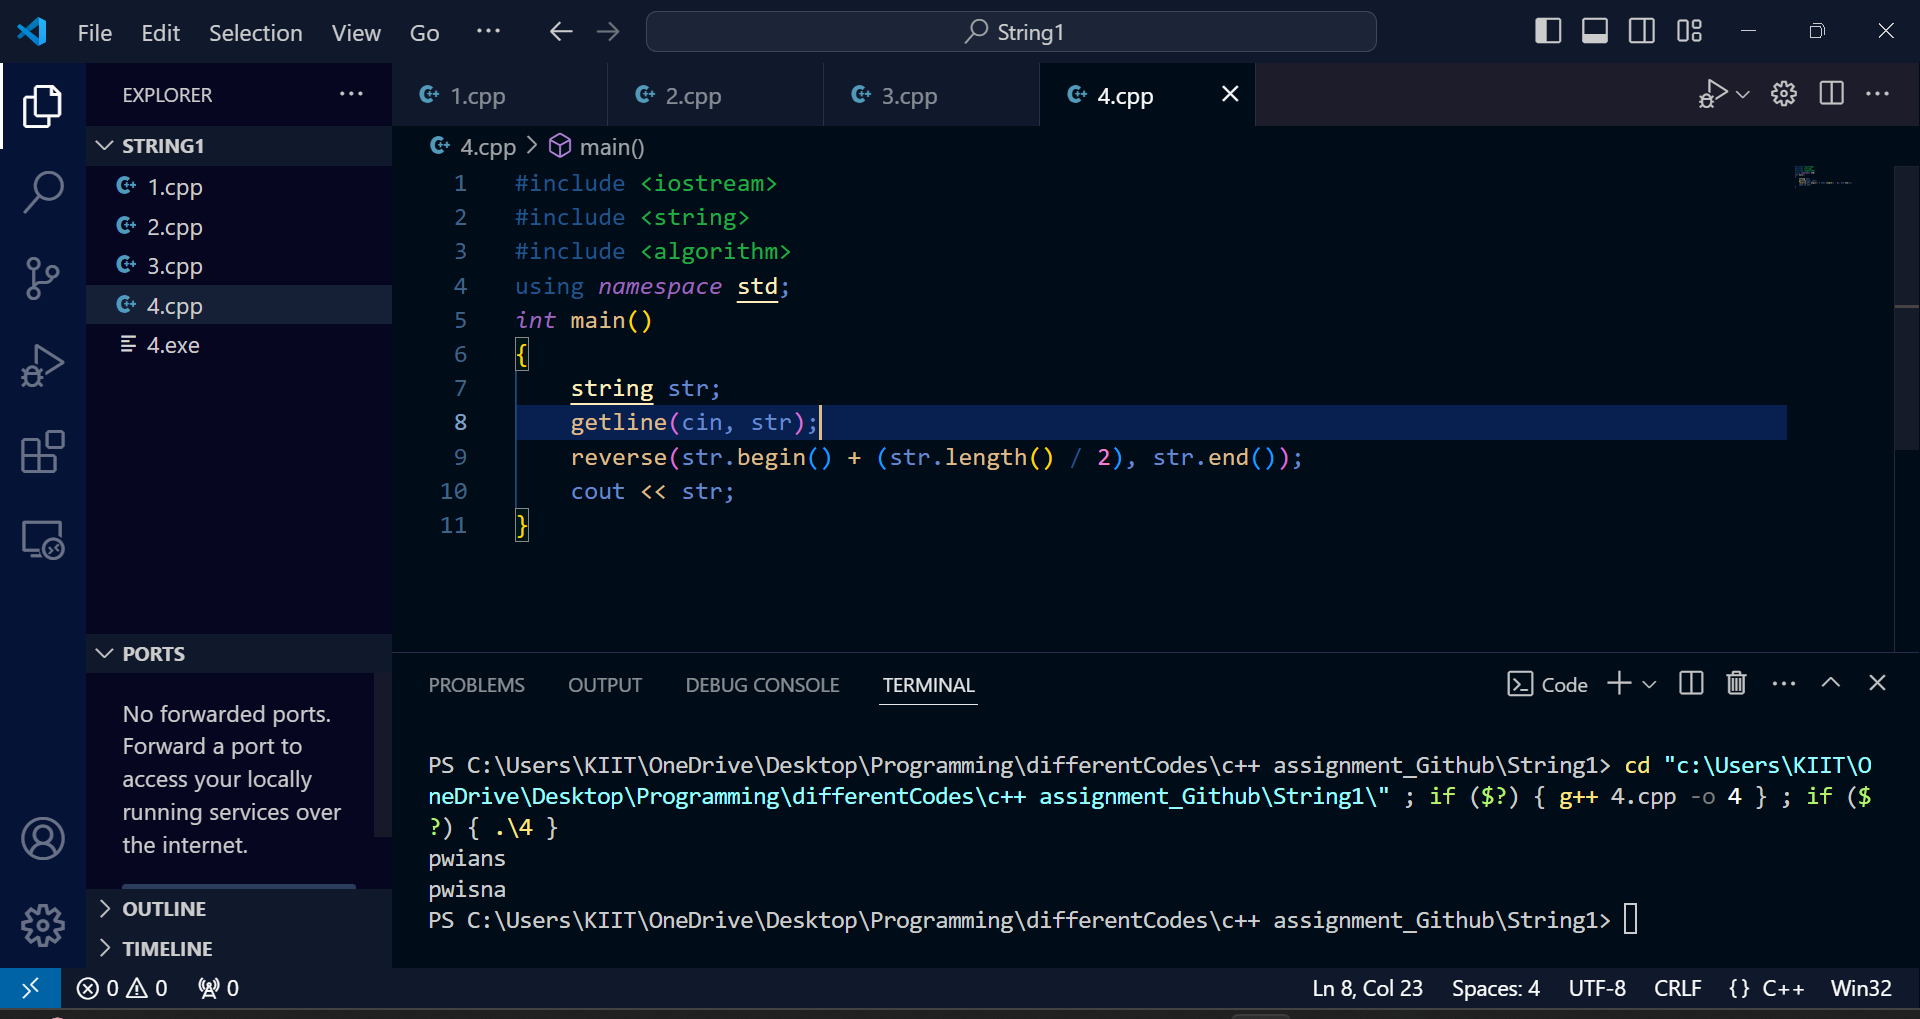 File Edit Selection View Go ··· String1
EXPLORER ···
STRING1
1.cpp
2.cpp
3.cpp
4.cpp
4.exe
PORTS
No forwarded ports.
Forward a port to
access your locally
running services over
the internet.
OUTLINE
TIMELINE
1.cpp 2.cpp 3.cpp 4.cpp
4.cpp > main()
1 #include <iostream>
2 #include <string>
3 #include <algorithm>
4 using namespace std;
5 int main()
6 {
7 string str;
8 getline(cin, str);
9 reverse(str.begin() + (str.length() / 2), str.end());
10 cout << str;
11 }
PROBLEMS OUTPUT DEBUG CONSOLE TERMINAL Code
PS C:\Users\KIIT\OneDrive\Desktop\Programming\differentCodes\c++ assignment_Github\String1> cd "c:\Users\KIIT\O
neDrive\Desktop\Programming\differentCodes\c++ assignment_Github\String1\" ; if ($?) { g++ 4.cpp -o 4 } ; if ($
?) { .\4 }
pwians
pwisna
PS C:\Users\KIIT\OneDrive\Desktop\Programming\differentCodes\c++ assignment_Github\String1>
0 0 0 Ln 8, Col 23 Spaces: 4 UTF-8 CRLF {} C++ Win32